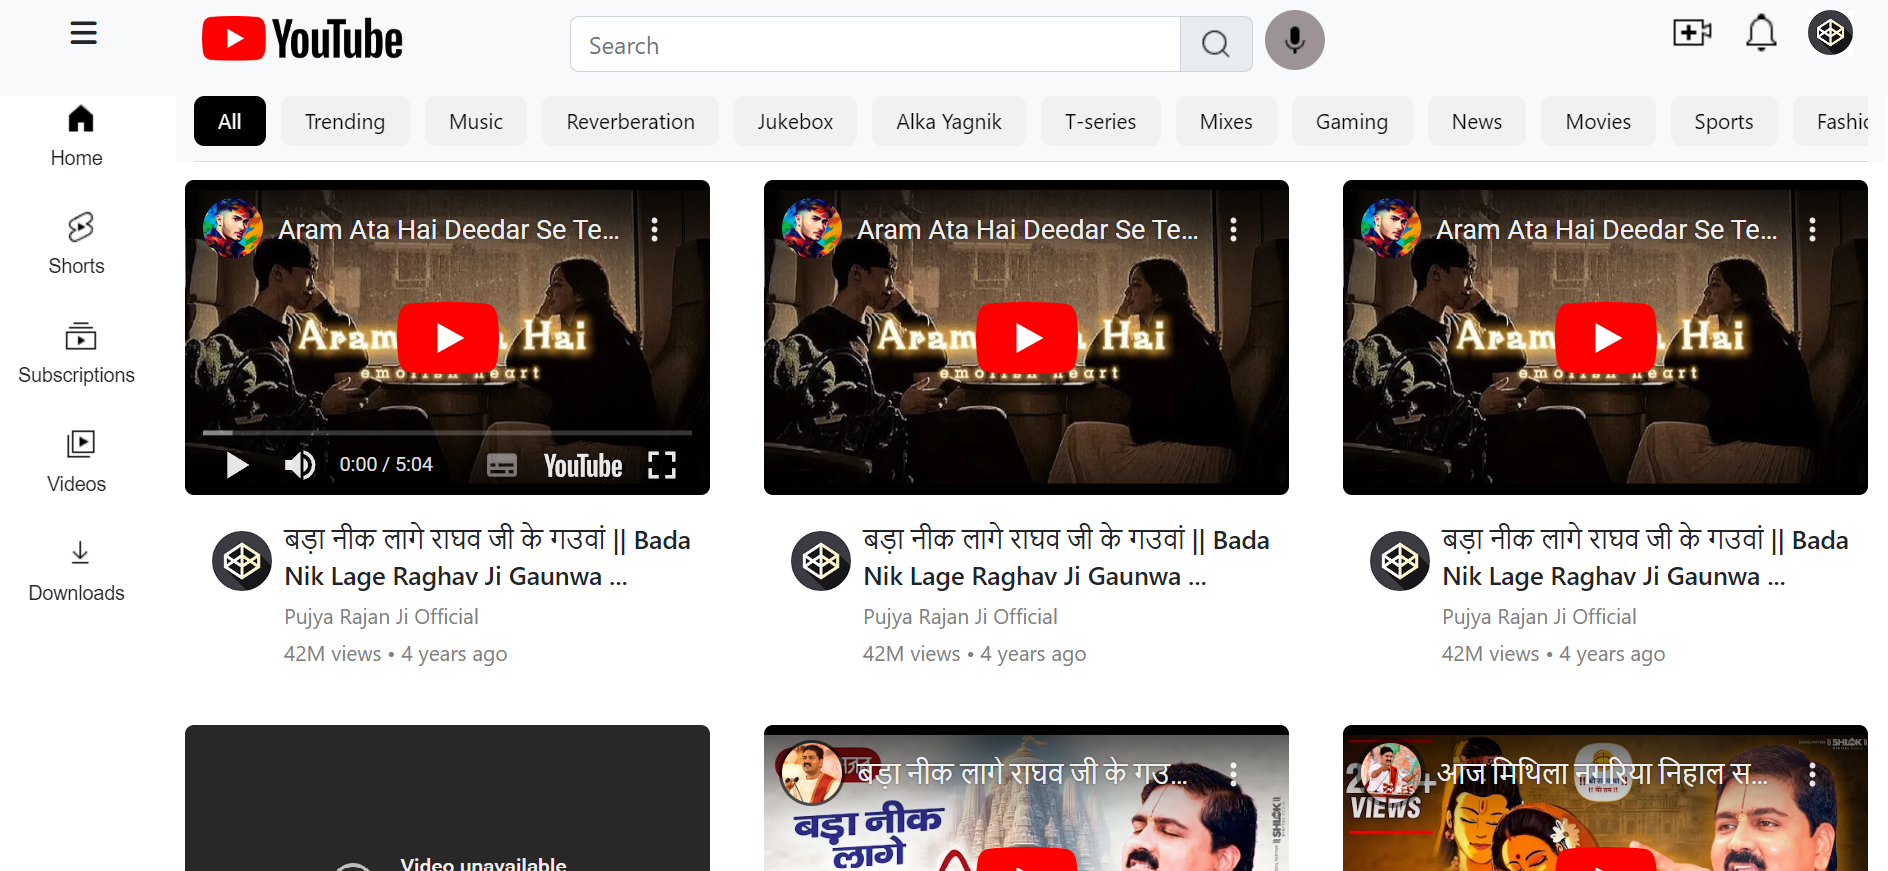 YouTube
Search
All
Trending
Music
Reverberation
Jukebox
Alka Yagnik
T-series
Mixes
Gaming
News
Movies
Sports
Fashic
Home
Shorts
Subscriptions
Videos
Downloads
Aram Ata Hai Deedar Se Te...
Aram Hai
heart
0:00 / 5:04
YouTube
Aram Ata Hai Deedar Se Te...
Aram Hai
heart
Aram Ata Hai Deedar Se Te...
Aram Hai
heart
बड़ा नीक लागे राघव जी के गउवां || Bada
Nik Lage Raghav Ji Gaunwa ...
Pujya Rajan Ji Official
42M views • 4 years ago
बड़ा नीक लागे राघव जी के गउवां || Bada
Nik Lage Raghav Ji Gaunwa ...
Pujya Rajan Ji Official
42M views • 4 years ago
बड़ा नीक लागे राघव जी के गउवां || Bada
Nik Lage Raghav Ji Gaunwa ...
Pujya Rajan Ji Official
42M views • 4 years ago
Video unavailable
बड़ा नीक लागे राघव जी के गउ...
बड़ा नीक
लागे
SHLOK
आज मिथिला नगरिया निहाल स...
VIEWS
SHLOK